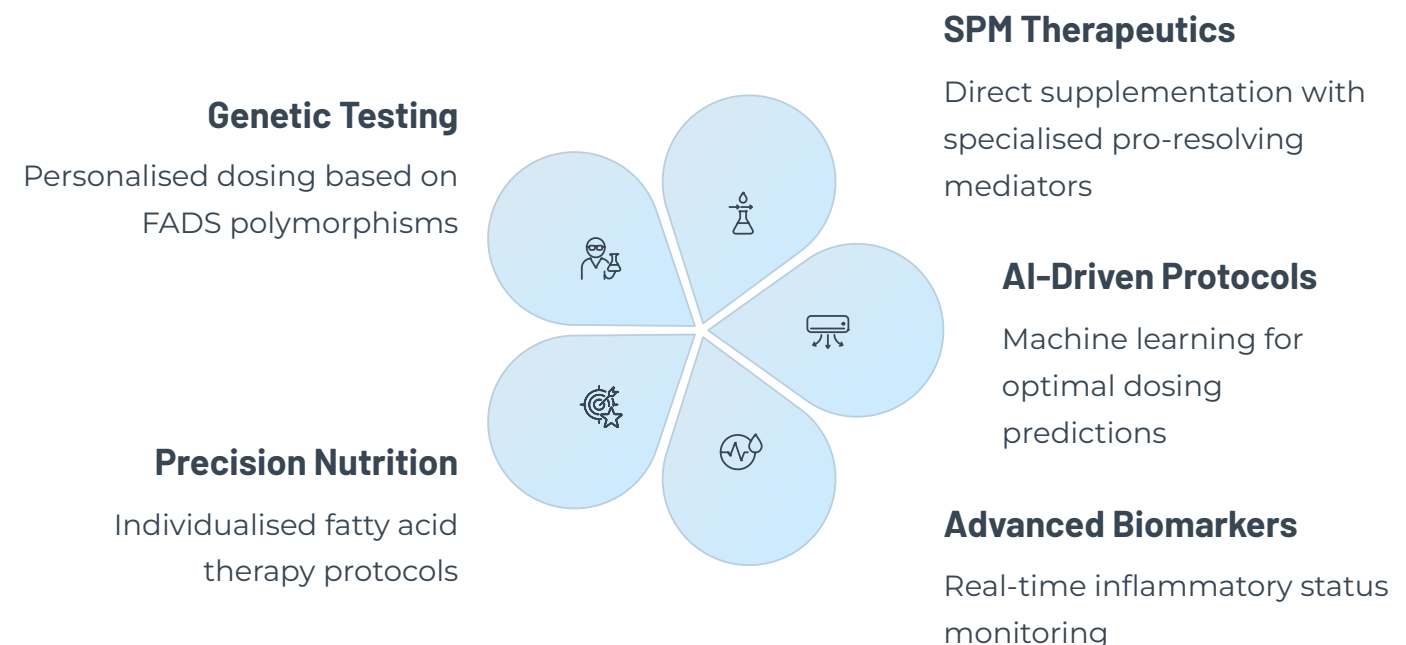 Genetic Testing
Personalised dosing based on
FADS polymorphisms
Precision Nutrition
Individualised fatty acid
therapy protocols
SPM Therapeutics
Direct supplementation with
specialised pro-resolving
mediators
AI-Driven Protocols
Machine learning for
optimal dosing
predictions
Advanced Biomarkers
Real-time inflammatory status
monitoring